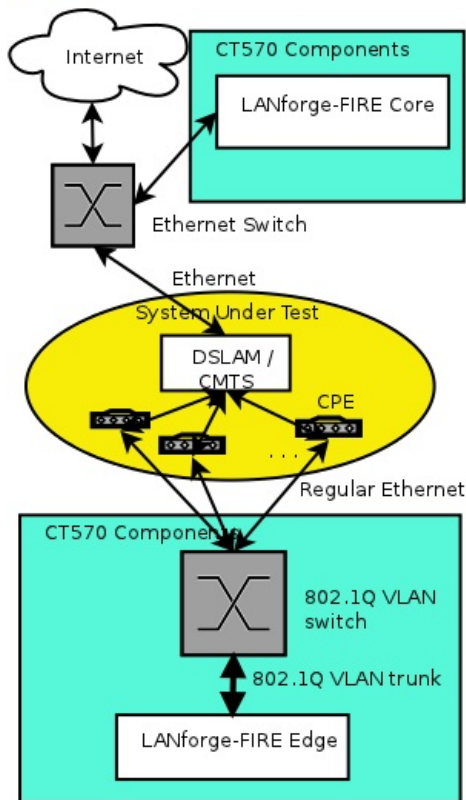 Internet
CT570 Components
LANforge-FIRE Core
Ethernet Switch
Ethernet
System Under Test
DSLAM /
CMTS
CPE
. . .
Regular Ethernet
CT570 Components
802.1Q VLAN
switch
802.1Q VLAN trunk
LANforge-FIRE Edge